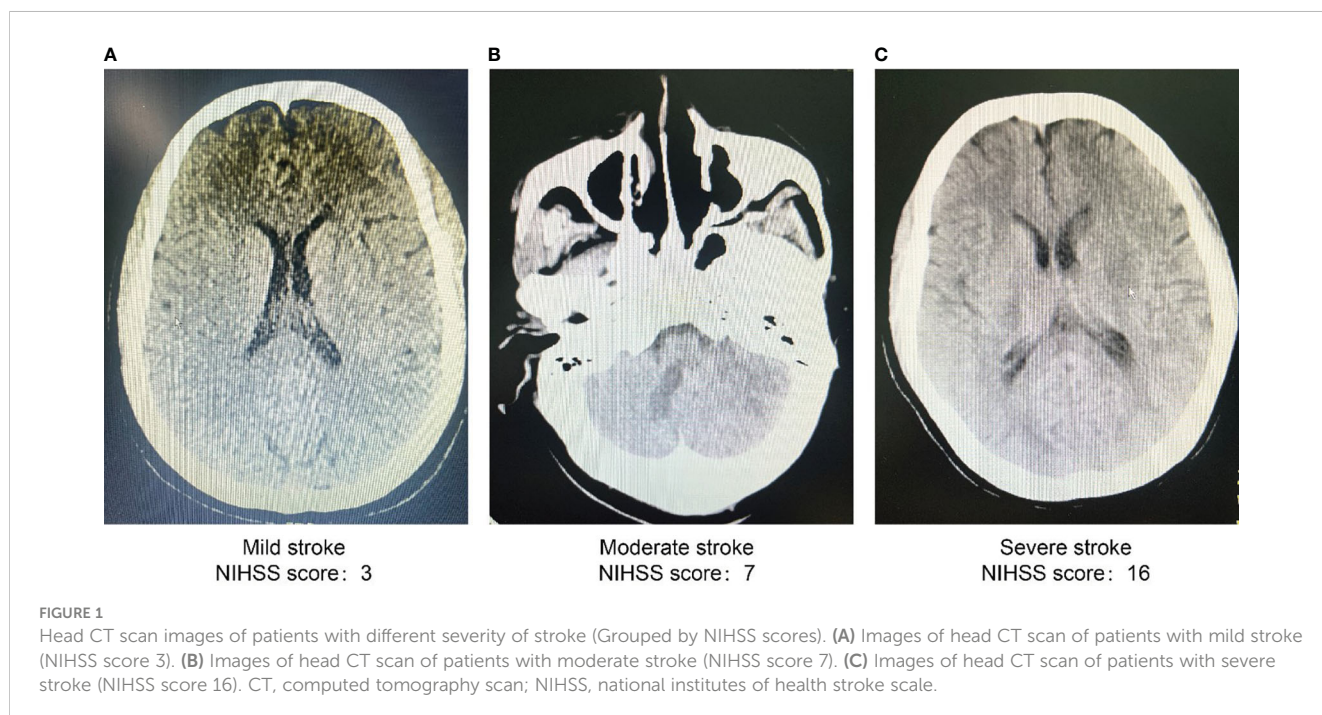 A
B
C
Mild stroke
NIHSS score: 3
Moderate stroke
NIHSS score: 7
Severe stroke
NIHSS score: 16
FIGURE 1
Head CT scan images of patients with different severity of stroke (Grouped by NIHSS scores). (A) Images of head CT scan of patients with mild stroke
(NIHSS score 3). (B) Images of head CT scan of patients with moderate stroke (NIHSS score 7). (C) Images of head CT scan of patients with severe
stroke (NIHSS score 16). CT, computed tomography scan; NIHSS, national institutes of health stroke scale.